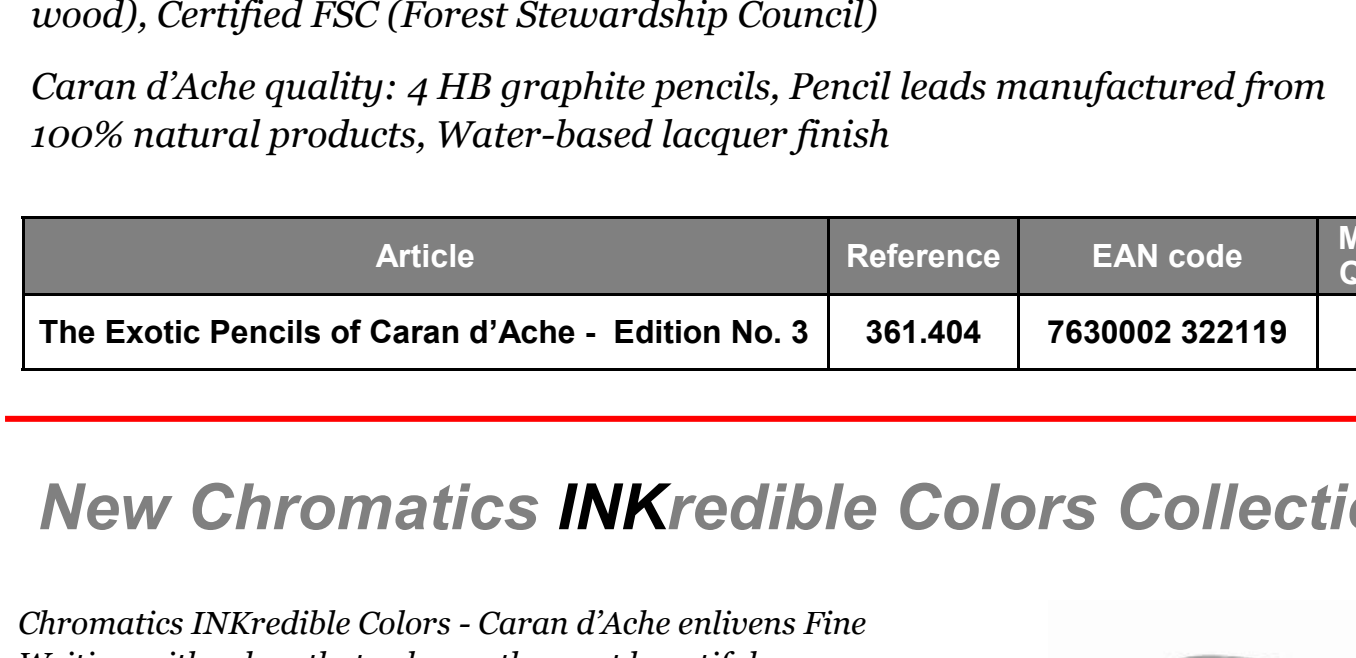 wood), Certified FSC (Forest Stewardship Council)
Caran d’Ache quality: 4 HB graphite pencils, Pencil leads manufactured from
100% natural products, Water-based lacquer finish
Article Reference EAN code
The Exotic Pencils of Caran d’Ache - Edition No. 3 361.404 7630002 322119
New Chromatics INKredible Colors
Chromatics INKredible Colors - Caran d’Ache enlivens Fine